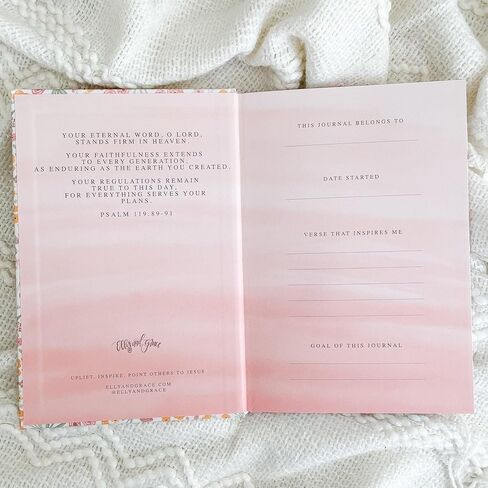 YOUR ETERNAL WORD, O LORD,
STANDS FIRM IN HEAVEN
YOUR FAITHFULNESS EXTENDS
TO EVERY GENERATION,
AS ENDURING AS THE EARTH YOU CREATED.
YOUR REGULATIONS REMAIN
TRUE TO THIS DAY,
FOR EVERYTHING SERVES YOUR
PLANS.
PSALM 119:89-91
Elly and Grace
UPLIFT, INSPIRE, POINT OTHERS TO JESUS
ELLYANDGRACE.COM
@ELLYANDGRACE
THIS JOURNAL BELONGS TO
DATE STARTED
VERSE THAT INSPIRES ME
GOAL OF THIS JOURNAL